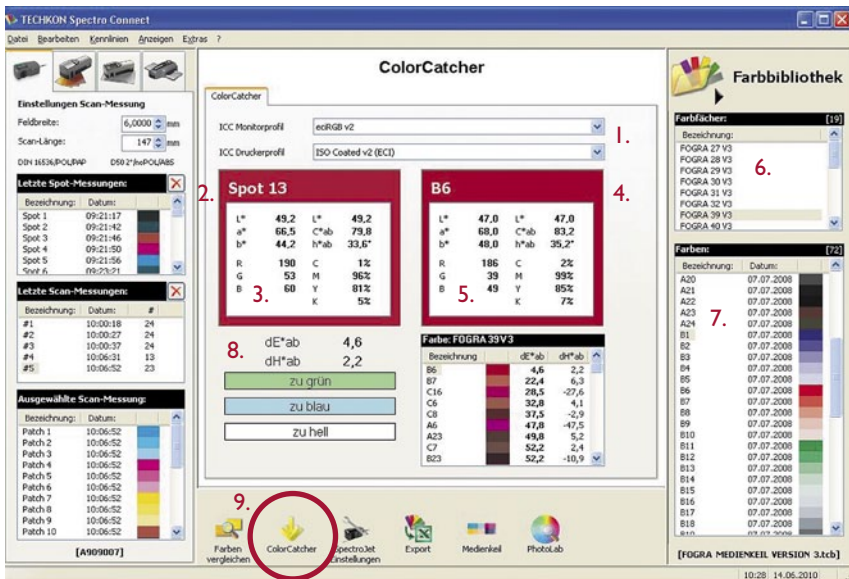 TECHKON Spectro Connect
Datei Bearbeiten Kennlinien Anzeigen Extras ?
Einstellungen Scan-Messung
Feldbreite: 6,0000 mm
Scan-Länge: 147 mm
DIN 16536/POL/PAP D50 2°/noPOL/ABS
Letzte Spot-Messungen:
Bezeichnung: Datum:
Spot 1 09:21:17
Spot 2 09:21:42
Spot 3 09:21:46
Spot 4 09:21:50
Spot 5 09:21:56
Spot 6 09:23:21
Letzte Scan-Messungen:
Bezeichnung: Datum: #
#1 10:00:18 24
#2 10:00:27 24
#3 10:00:37 24
#4 10:06:31 13
#5 10:06:52 23
Ausgewählte Scan-Messung:
Bezeichnung: Datum:
Patch 1 10:06:52
Patch 2 10:06:52
Patch 3 10:06:52
Patch 4 10:06:52
Patch 5 10:06:52
Patch 6 10:06:52
Patch 7 10:06:52
Patch 8 10:06:52
Patch 9 10:06:52
Patch 10 10:06:52
[A909007]
ColorCatcher
ColorCatcher
ICC Monitorprofil eciRGB v2
1.
ICC Druckerprofil ISO Coated v2 (ECI)
2.
Spot 13
L* 49,2 L* 49,2
a* 66,5 C*ab 79,8
b* 44,2 h*ab 33,6°
R 190 C 1%
G 53 M 96%
B 60 Y 81%
K 5%
3.
4.
B6
L* 47,0 L* 47,0
a* 68,0 C*ab 83,2
b* 48,0 h*ab 35,2°
R 186 C 2%
G 39 M 99%
B 49 Y 85%
K 7%
5.
8.
dE*ab 4,6
dH*ab 2,2
zu grün
zu blau
zu hell
Farbe: FOGRA 39V3
Bezeichnung dE*ab dH*ab
B6 4,6 2,2
B7 22,4 6,3
C16 28,5 -27,6
C6 32,8 4,1
C8 37,5 -2,9
A6 47,8 -47,5
A23 49,8 5,2
C7 52,2 2,4
B23 52,2 -10,9
9.
Farben vergleichen
ColorCatcher
SpectroJet Einstellungen
Export
Medienkeil
PhotoLab
Farbbibliothek
Farbfächer: [19]
Bezeichnung:
FOGRA 27 V3
FOGRA 28 V3
FOGRA 29 V3
FOGRA 30 V3
FOGRA 31 V3
FOGRA 32 V3
FOGRA 39 V3
FOGRA 40 V3
6.
Farben: [72]
Bezeichnung: Datum:
A20 07.07.2008
A21 07.07.2008
A22 07.07.2008
A23 07.07.2008
A24 07.07.2008
B1 07.07.2008
B2 07.07.2008
B3 07.07.2008
B4 07.07.2008
B5 07.07.2008
B6 07.07.2008
B7 07.07.2008
B8 07.07.2008
B9 07.07.2008
B10 07.07.2008
B11 07.07.2008
B12 07.07.2008
B13 07.07.2008
B14 07.07.2008
B15 07.07.2008
B16 07.07.2008
B17 07.07.2008
B18 07.07.2008
7.
[FOGRA MEDIENKEIL VERSION 3.tcb]
10:28 14.06.2010